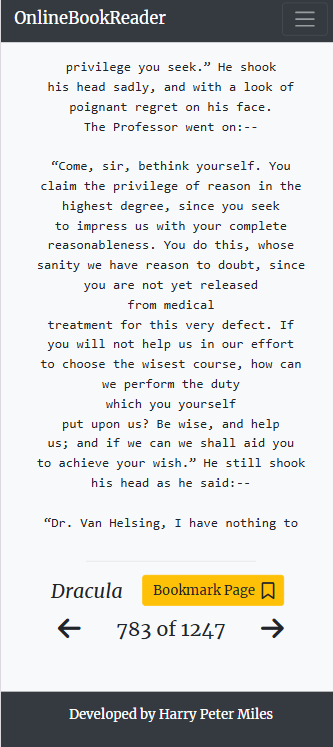 OnlineBookReader
privilege you seek.” He shook
his head sadly, and with a look of
poignant regret on his face.
The Professor went on:--
“Come, sir, bethink yourself. You
claim the privilege of reason in the
highest degree, since you seek
to impress us with your complete
reasonableness. You do this, whose
sanity we have reason to doubt, since
you are not yet released
from medical
treatment for this very defect. If
you will not help us in our effort
to choose the wisest course, how can
we perform the duty
which you yourself
put upon us? Be wise, and help
us; and if we can we shall aid you
to achieve your wish.” He still shook
his head as he said:--
“Dr. Van Helsing, I have nothing to
Dracula Bookmark Page
783 of 1247
Developed by Harry Peter Miles